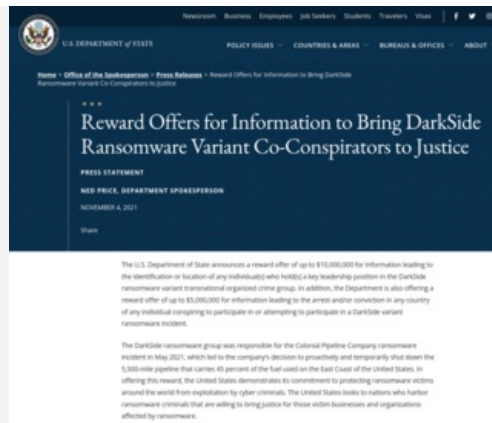 Newsroom Business Employees Job Seekers Students Travelers Visas
U.S. DEPARTMENT of STATE
POLICY ISSUES COUNTRIES & AREAS BUREAUS & OFFICES ABOUT
Home > Office of the Spokesperson > Press Releases > Reward Offers for Information to Bring DarkSide
Ransomware Variant Co-Conspirators to Justice
Reward Offers for Information to Bring DarkSide
Ransomware Variant Co-Conspirators to Justice
PRESS STATEMENT
NED PRICE, DEPARTMENT SPOKESPERSON
NOVEMBER 4, 2021
Share
The U.S. Department of State announces a reward offer of up to $10,000,000 for information leading to
the identification or location of any individual(s) who hold(s) a key leadership position in the DarkSide
ransomware variant transnational organized crime group. In addition, the Department is also offering a
reward offer of up to $5,000,000 for information leading to the arrest and/or conviction in any country
of any individual conspiring to participate in or attempting to participate in a DarkSide variant
ransomware incident.
The DarkSide ransomware group was responsible for the Colonial Pipeline Company ransomware
incident in May 2021, which led to the company's decision to proactively and temporarily shut down the
5,500-mile pipeline that carries 45 percent of the fuel used on the East Coast of the United States. In
offering this reward, the United States demonstrates its commitment to protecting ransomware victims
around the world from exploitation by cyber criminals. The United States looks to nations who harbor
ransomware criminals that are willing to bring justice for those victim businesses and organizations
affected by ransomware.